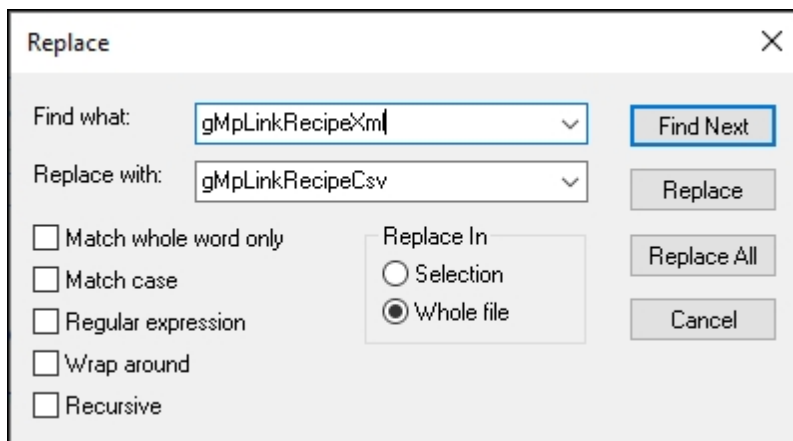 Replace
Find what:
gMpLinkRecipeXml
Find Next
Replace with:
gMpLinkRecipeCsv
Replace
Match whole word only
Replace In
Replace All
Match case
Selection
Regular expression
Whole file
Cancel
Wrap around
Recursive